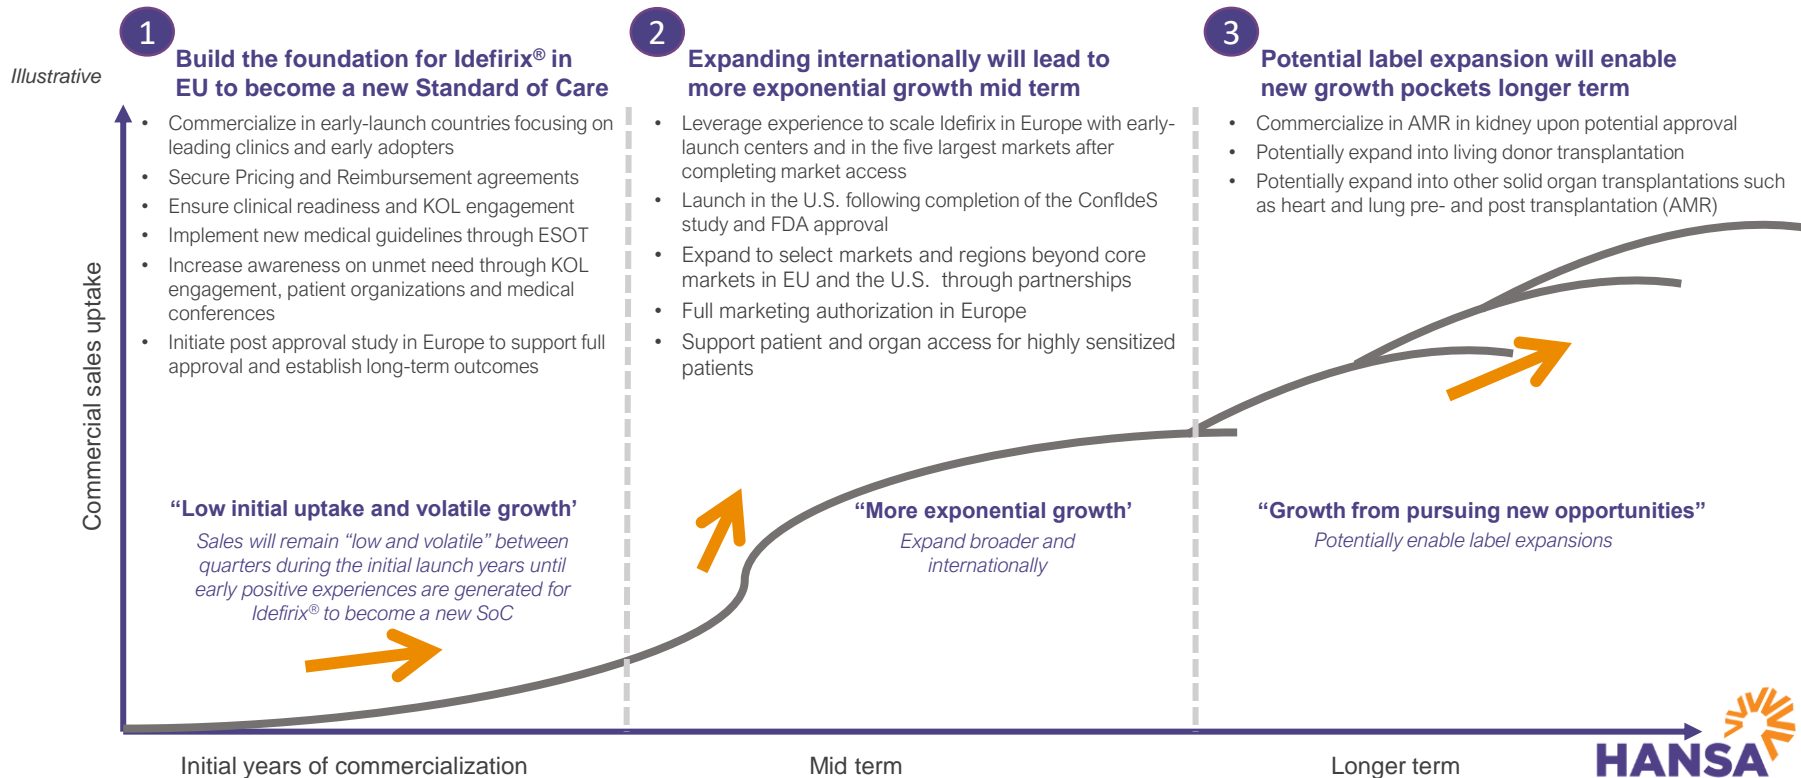 Illustrative
Commercial sales uptake
1
Build the foundation for Idefirix® in
EU to become a new Standard of Care
• Commercialize in early-launch countries focusing on
leading clinics and early adopters
• Secure Pricing and Reimbursement agreements
• Ensure clinical readiness and KOL engagement
• Implement new medical guidelines through ESOT
• Increase awareness on unmet need through KOL
engagement, patient organizations and medical
conferences
• Initiate post approval study in Europe to support full
approval and establish long-term outcomes
“Low initial uptake and volatile growth’
Sales will remain “low and volatile” between
quarters during the initial launch years until
early positive experiences are generated for
Idefirix® to become a new SoC
2
Expanding internationally will lead to
more exponential growth mid term
• Leverage experience to scale Idefirix in Europe with early-
launch centers and in the five largest markets after
completing market access
• Launch in the U.S. following completion of the ConfIdeS
study and FDA approval
• Expand to select markets and regions beyond core
markets in EU and the U.S. through partnerships
• Full marketing authorization in Europe
• Support patient and organ access for highly sensitized
patients
“More exponential growth’
Expand broader and
internationally
3
Potential label expansion will enable
new growth pockets longer term
• Commercialize in AMR in kidney upon potential approval
• Potentially expand into living donor transplantation
• Potentially expand into other solid organ transplantations such
as heart and lung pre- and post transplantation (AMR)
“Growth from pursuing new opportunities”
Potentially enable label expansions
Initial years of commercialization
Mid term
Longer term
HANSA